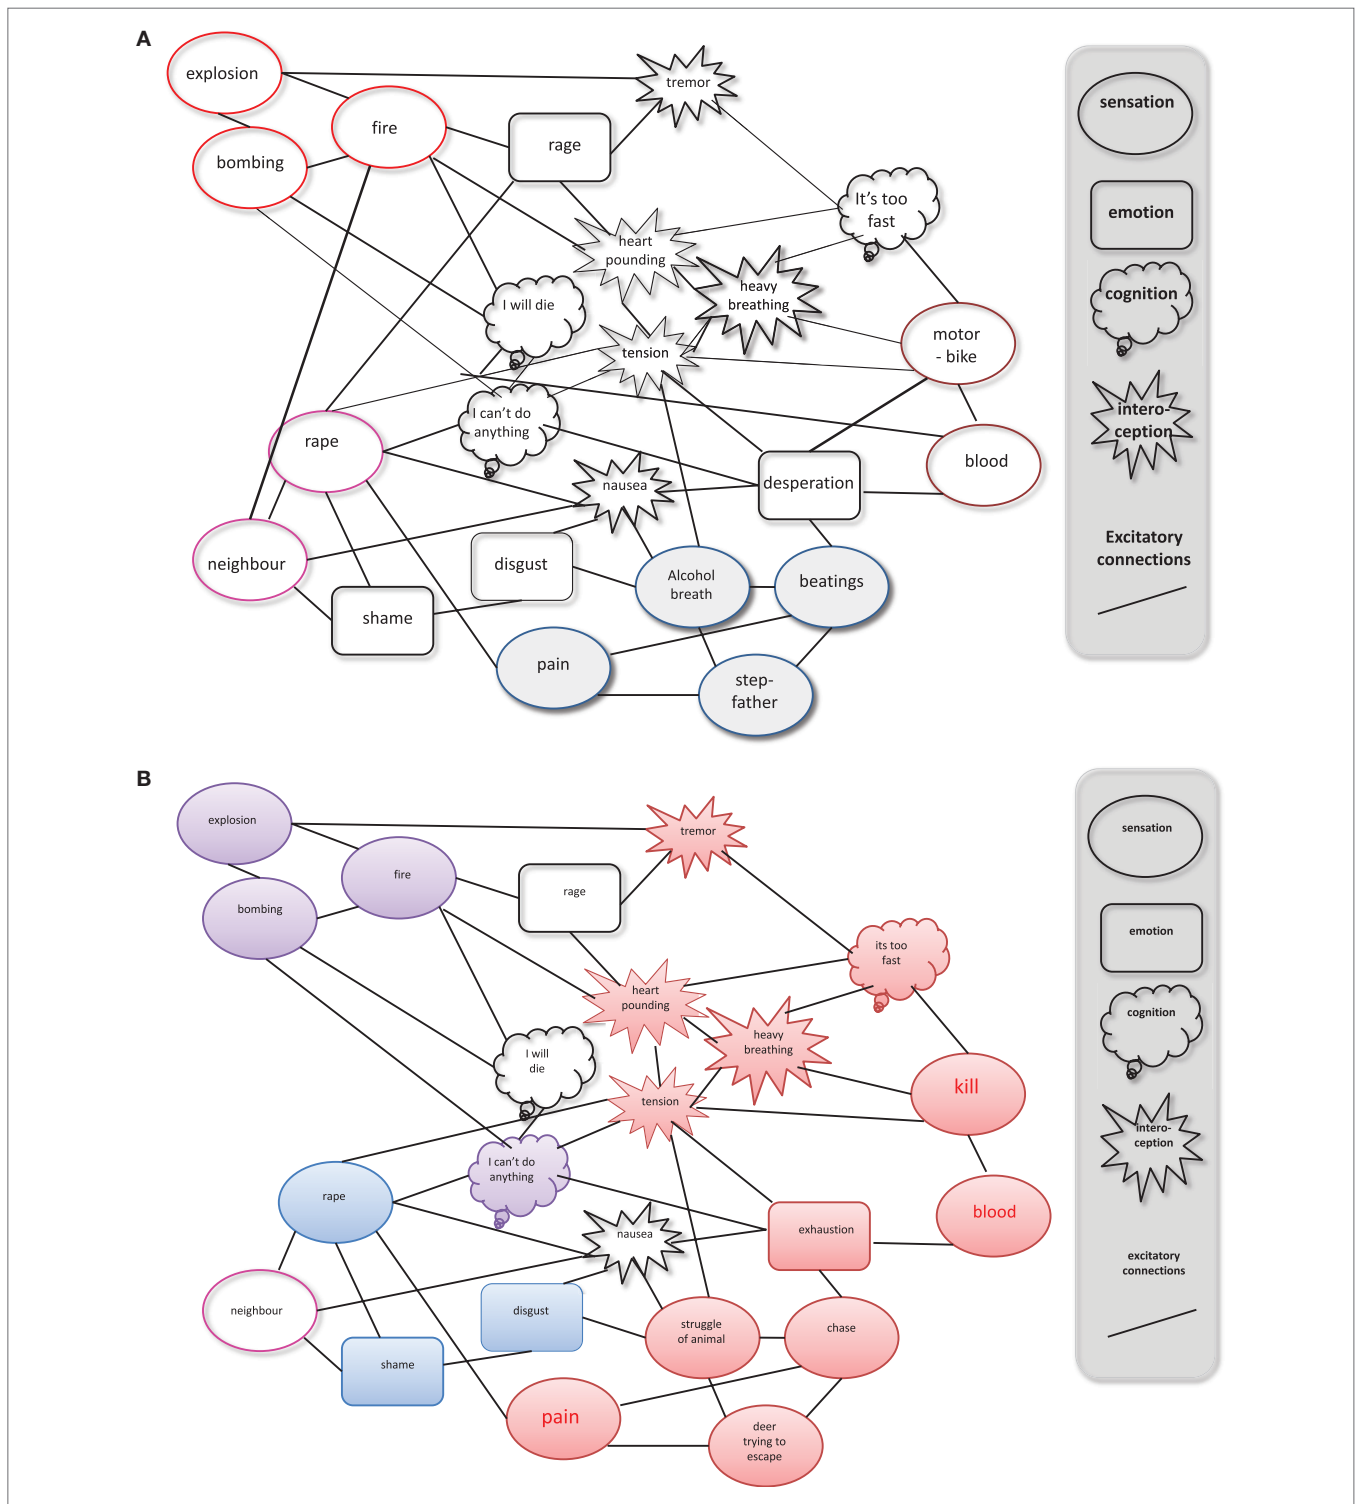 A
explosion
tremor
fire
rage
bombing
It's too
fast
heart
pounding
heavy
breathing
I will die
motor
- bike
tension
I can't do
anything
rape
blood
nausea
desperation
neighbour
disgust
Alcohol
breath
beatings
shame
pain
step-
father
sensation
emotion
cognition
intero-
ception
Excitatory
connections
B
explosion
tremor
fire
rage
bombing
its too
fast
heart
pounding
heavy
breathing
I will
die
kill
tension
I can't do
anything
rape
blood
nausea
exhaustion
neighbour
disgust
struggle
of animal
chase
shame
pain
deer
trying to
escape
sensation
emotion
cognition
intero-
ception
excitatory
connections